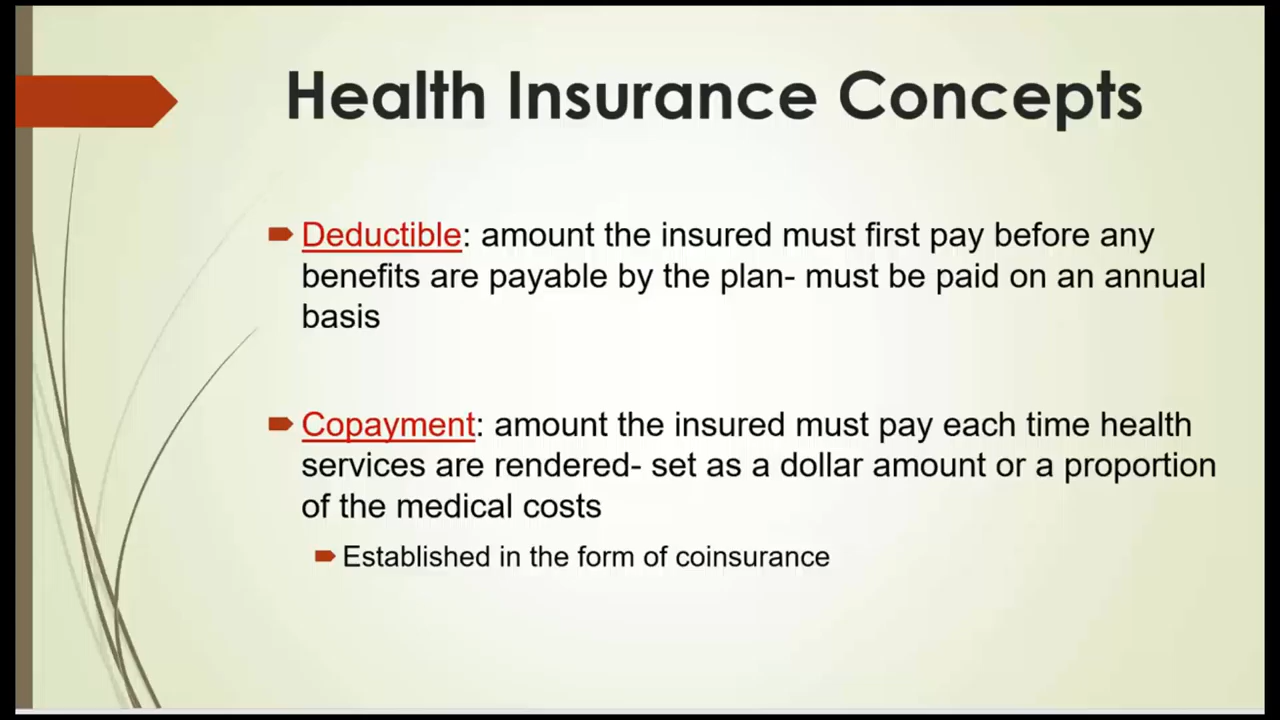 Health Insurance Concepts
Deductible: amount the insured must first pay before any
benefits are payable by the plan- must be paid on an annual
basis
Copayment: amount the insured must pay each time health
services are rendered- set as a dollar amount or a proportion
of the medical costs
Established in the form of coinsurance